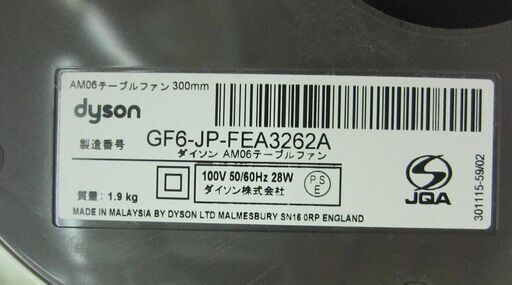 AM06テーブルファン 300mm
dyson
製造番号 GF6-JP-FEA3262A
ダイソン AM06テーブルファン
100V 50/60Hz 28W
PSE
質量: 1.9 kg
ダイソン株式会社
MADE IN MALAYSIA BY DYSON LTD MALMESBURY SN16 0RP ENGLAND
S
JQA
301115-59/02